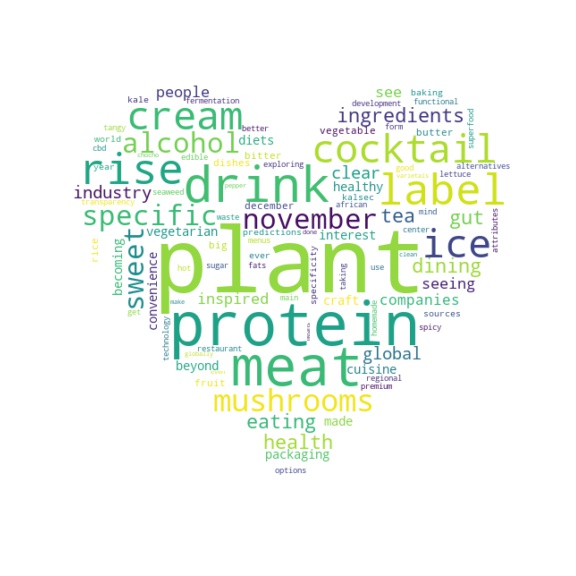 people
see
baking
kale
fermentation
development
functional
cream
ingredients
superfood
tangy
better
vegetable
form
butter
alcohol
diets
cocktail
world
dishes
bitter
good
alternatives
cbd
edible
exploring
clear
year
rise
drink
healthy
label
lettuce
seaweed
pepper
kalsec
industry
december
african
transparency
specific
waste
november
tea
mind
gut
attributes
menus
done
center
vegetarian
predictions
interest
ice
rice
becoming
sweet
convenience
big
ever
plant
specificity
clean
dining
hot
sugar
fats
taking
use
seeing
get
inspired
main
craft
companies
make
sources
technology
protein
homemade
spicy
restaurant
global
globally
beyond
meat
cuisine
fruit
regional
premium
mushrooms
eating
made
health
packaging
options